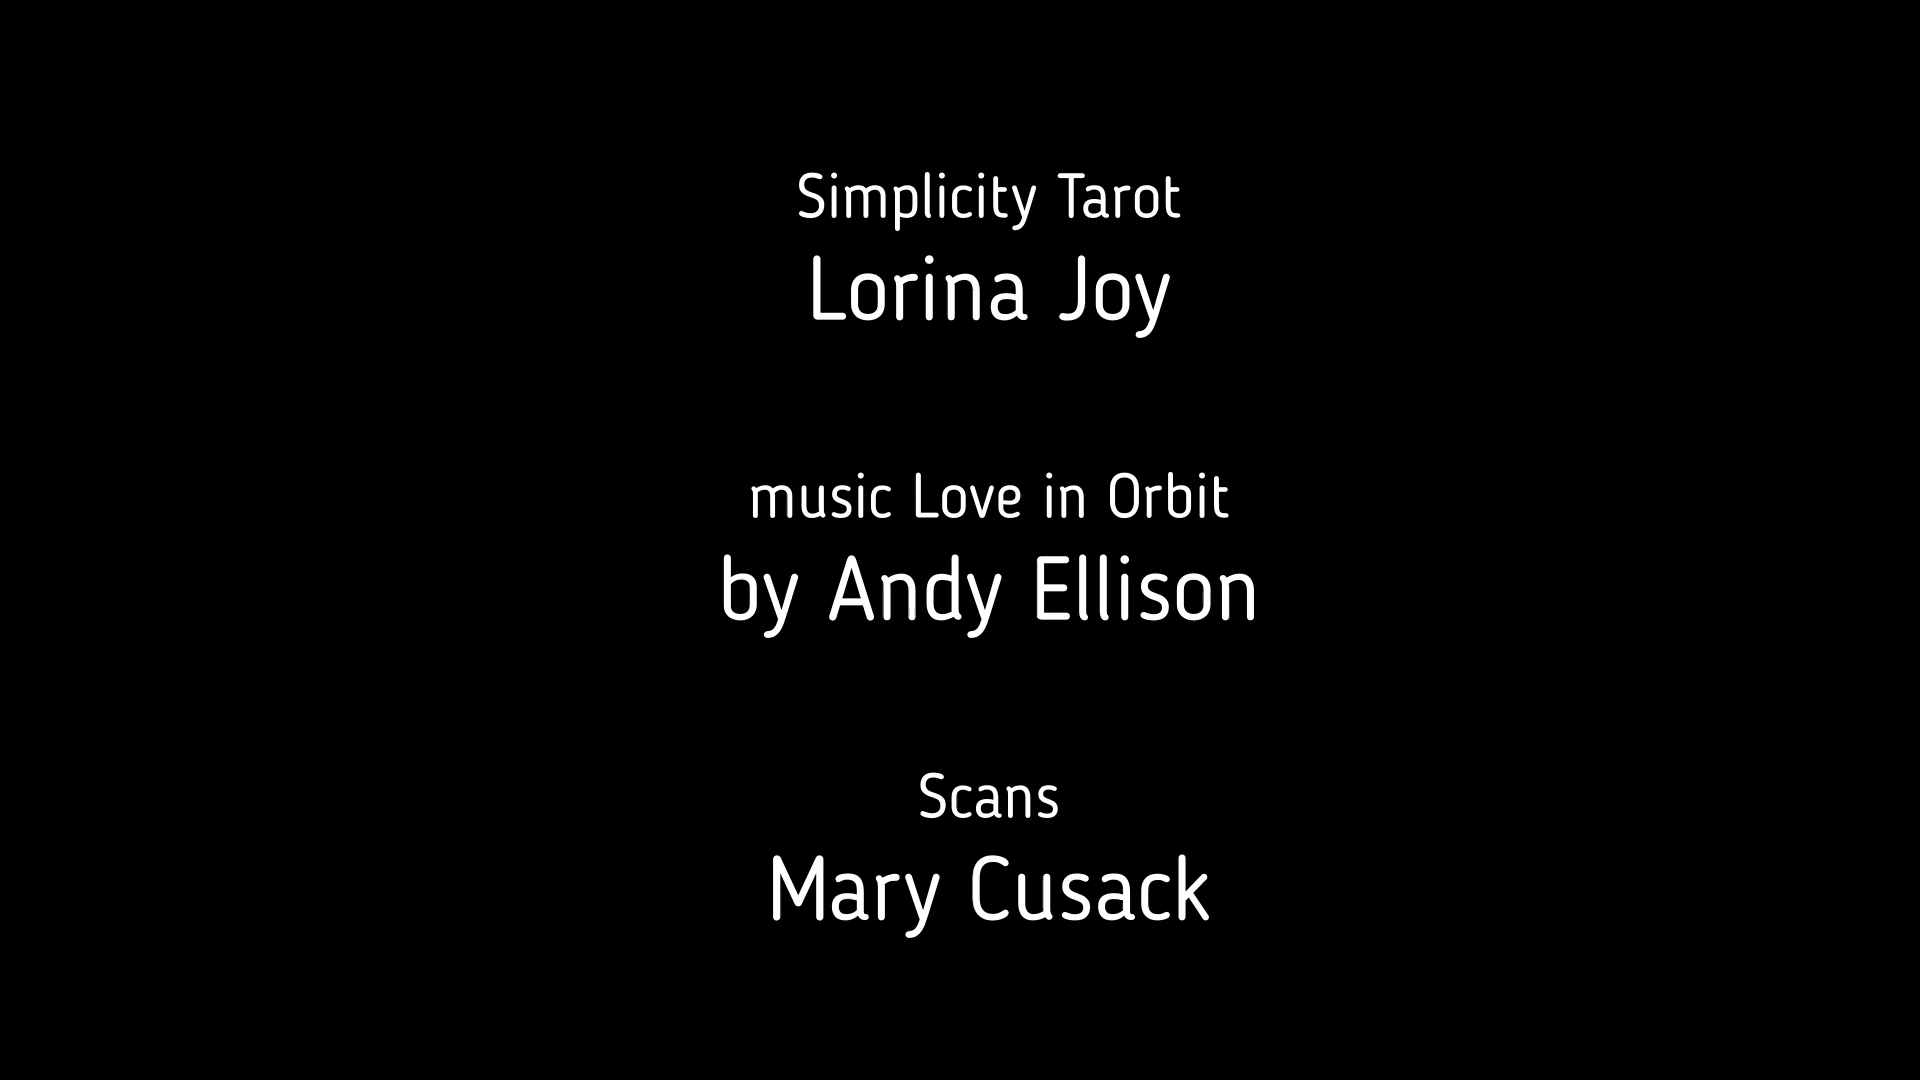 Simplicity Tarot
Lorina Joy
music Love in Orbit
by Andy Ellison
Scans
Mary Cusack